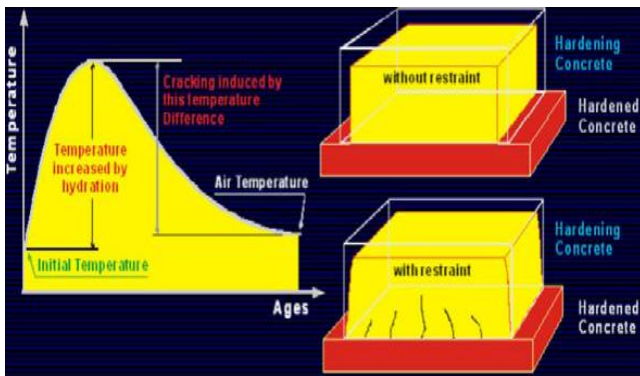 Temperature
Cracking induced by
this temperature
Difference
Temperature
increased by
hydration
Air Temperature
Initial Temperature
Ages
without restraint
Hardening
Concrete
Hardened
Concrete
with restraint
Hardening
Concrete
Hardened
Concrete